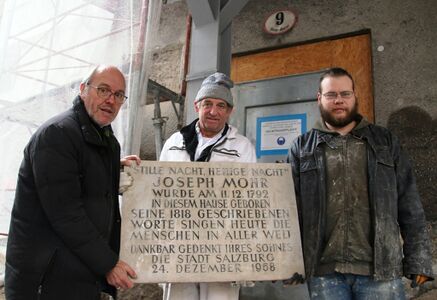 9
"STILLE NACHT, HEILIGE NACHT"
JOSEPH MOHR
WURDE AM 11. 12. 1792
IN DIESEM HAUSE GEBOREN
SEINE 1818 GESCHRIEBENEN
WORTE SINGEN HEUTE DIE
MENSCHEN IN ALLER WELT
DANKBAR GEDENKT IHRES SOHNES
DIE STADT SALZBURG
24. DEZEMBER 1968